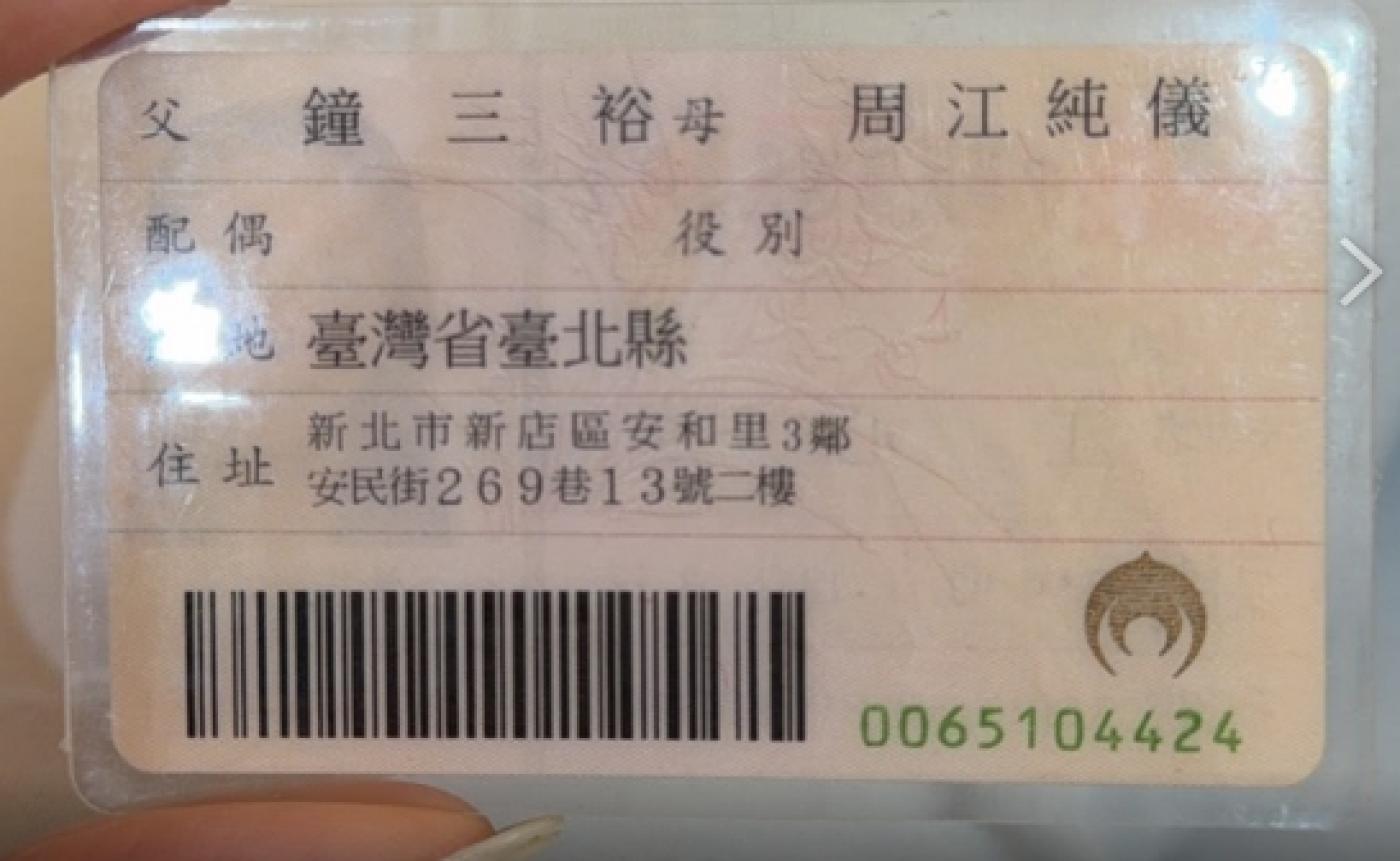 父 鐘三裕 母 周江純儀
配偶 役別
地 臺灣省臺北縣
住址 新北市新店區安和里3鄰
安民街269巷13號二樓
0065104424